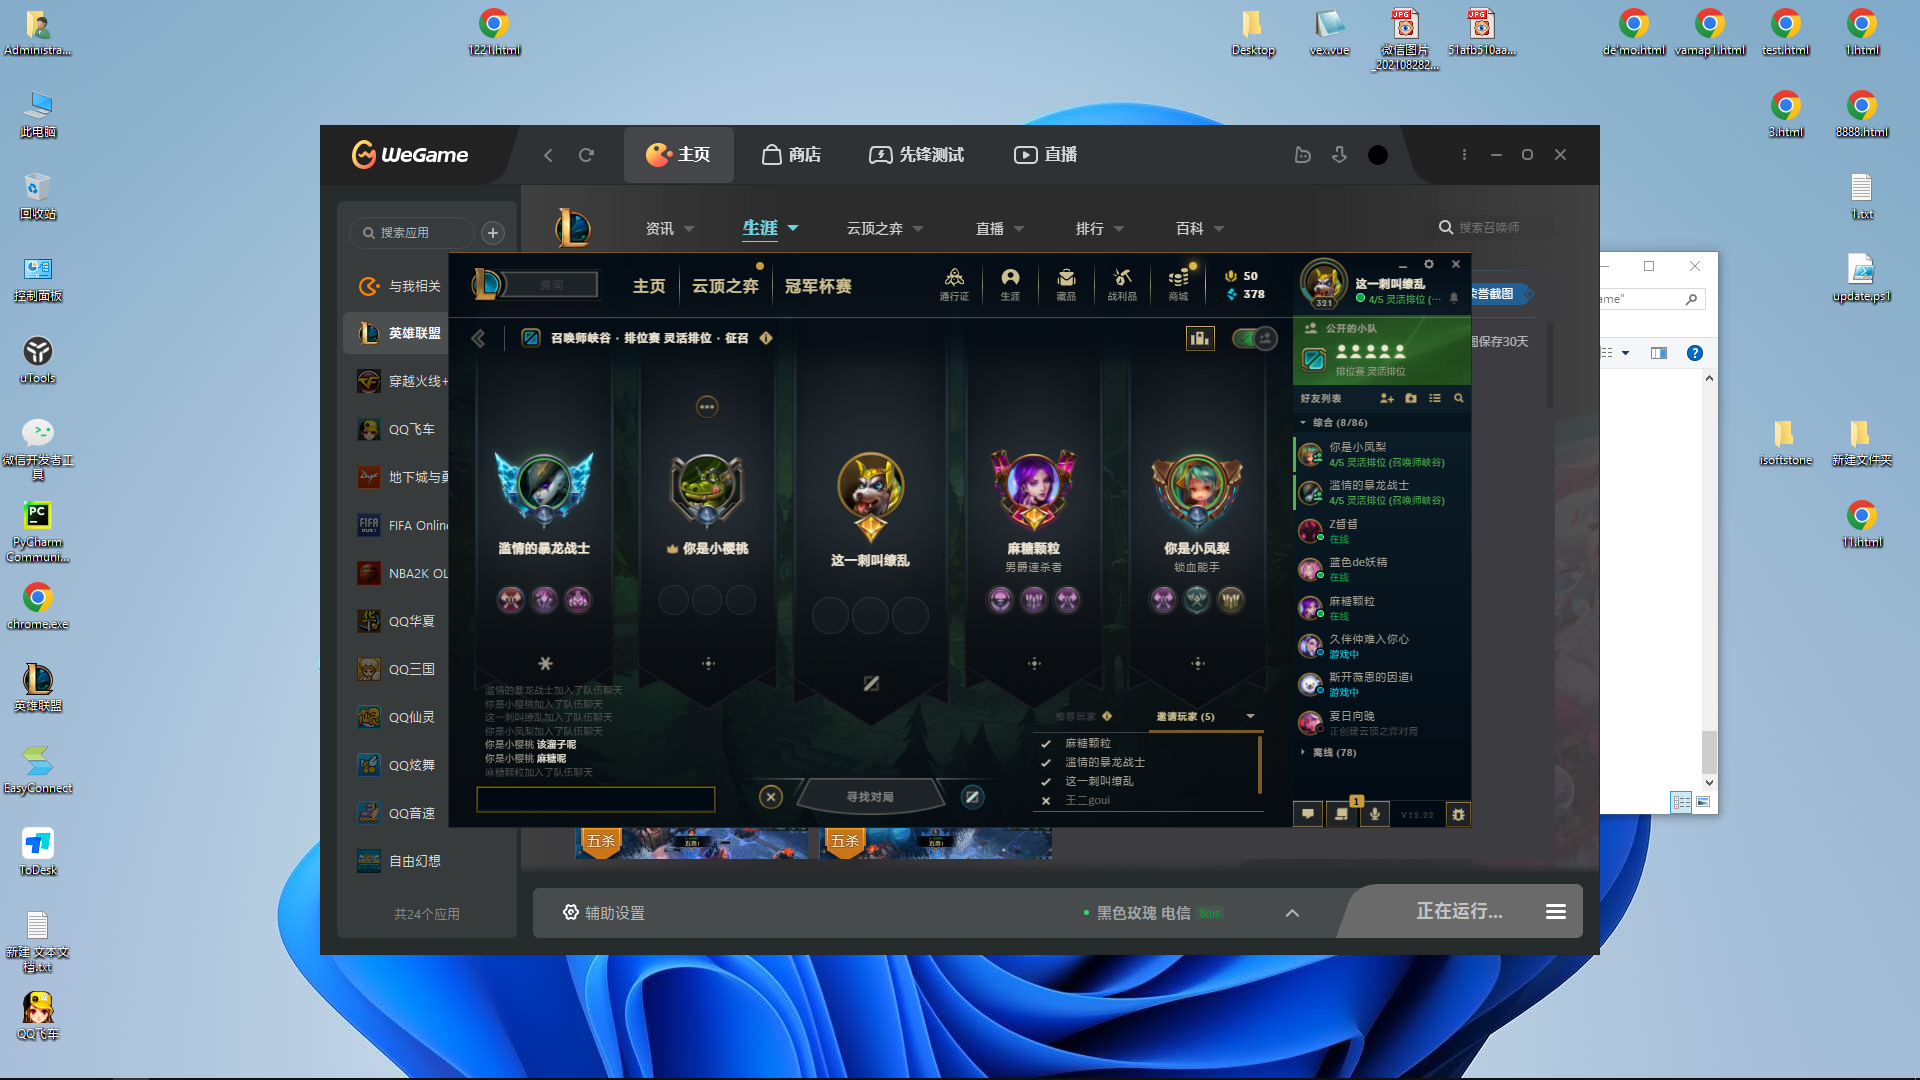 Administra...
此电脑
回收站
控制面板
uTools
微信开发者工
具
PyCharm
Communi...
chrome.exe
英雄联盟
EasyConnect
ToDesk
新建 文本文
档.txt
QQ飞车
1221.html
Desktop
vex.vue
微信图片
_202108282...
51afb510aa...
de'mo.html
vamap1.html
test.html
1.html
3.html
8888.html
1.txt
update.ps1
isoftstone
新建文件夹
11.html
WeGame
主页
商店
先锋测试
直播
搜索应用
与我相关
英雄联盟
穿越火线+
QQ飞车
地下城与勇
FIFA Online
NBA2K OL
QQ华夏
QQ三国
QQ仙灵
QQ炫舞
QQ音速
自由幻想
共24个应用
资讯
生涯
云顶之弈
直播
排行
百科
搜索召唤师
荣誉截图
图保存30天
房间
主页
云顶之弈
冠军杯赛
通行证
生涯
藏品
战利品
商城
50
378
321
这一刺叫缭乱
4/5 灵活排位 (···
召唤师峡谷 · 排位赛 灵活排位 · 征召
滥情的暴龙战士
你是小樱桃
这一刺叫缭乱
麻糖颗粒
男爵速杀者
你是小凤梨
锁血能手
滥情的暴龙战士加入了队伍聊天
你是小樱桃加入了队伍聊天
这一刺叫缭乱加入了队伍聊天
你是小凤梨加入了队伍聊天
你是小樱桃 该溜子呢
你是小樱桃 麻糖呢
麻糖颗粒加入了队伍聊天
寻找对局
推荐玩家
邀请玩家 (5)
麻糖颗粒
滥情的暴龙战士
这一刺叫缭乱
王二goui
公开的小队
排位赛 灵活排位
好友列表
综合 (8/86)
你是小凤梨
4/5 灵活排位 (召唤师峡谷)
滥情的暴龙战士
4/5 灵活排位 (召唤师峡谷)
Z督督
在线
蓝色de妖精
在线
麻糖颗粒
在线
久伴仲难入你心
游戏中
斯开薇恩的因道i
游戏中
夏日向晚
正创建云顶之弈对局
离线 (78)
1
V12.22
五杀
五杀
辅助设置
黑色玫瑰 电信 8ms
正在运行...
ame"